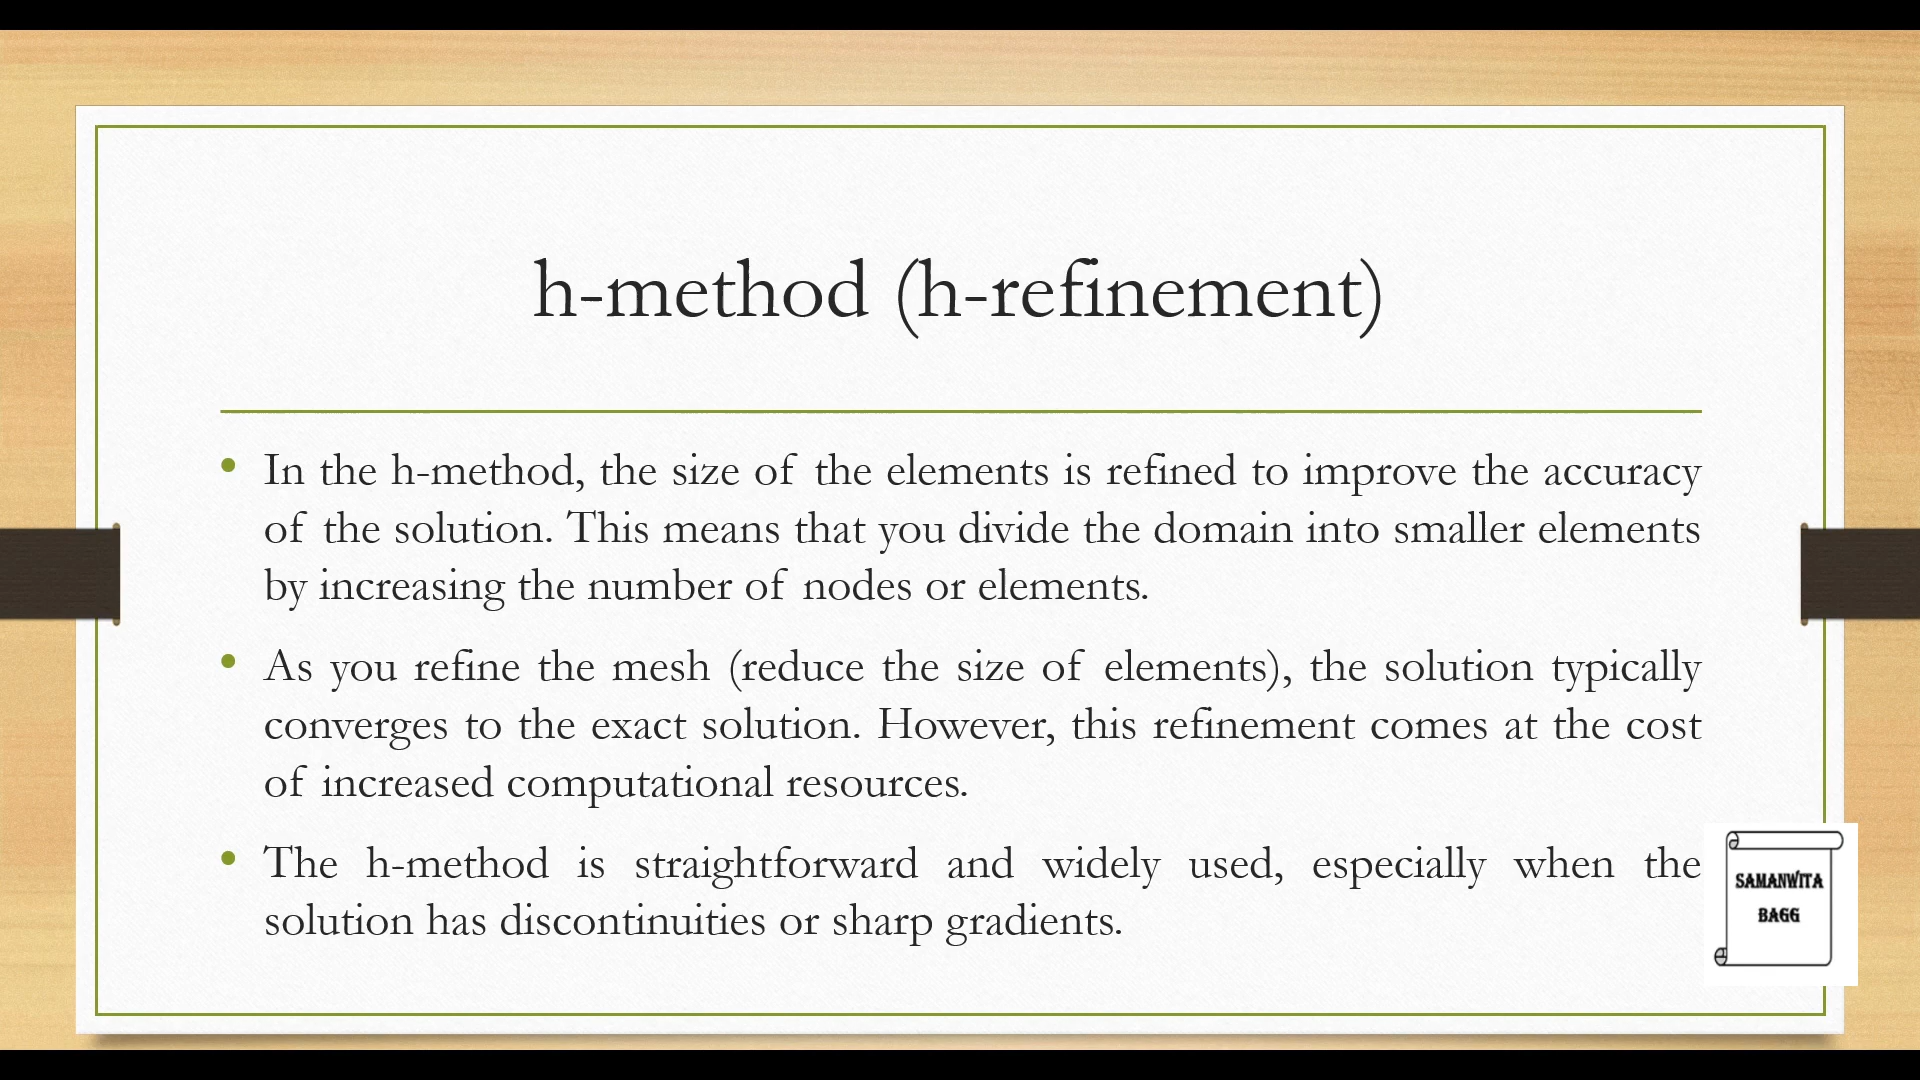 h-method (h-refinement)
• In the h-method, the size of the elements is refined to improve the accuracy
of the solution. This means that you divide the domain into smaller elements
by increasing the number of nodes or elements.
• As you refine the mesh (reduce the size of elements), the solution typically
converges to the exact solution. However, this refinement comes at the cost
of increased computational resources.
• The h-method is straightforward and widely used, especially when the
solution has discontinuities or sharp gradients.
SAMANWITA
BAGG